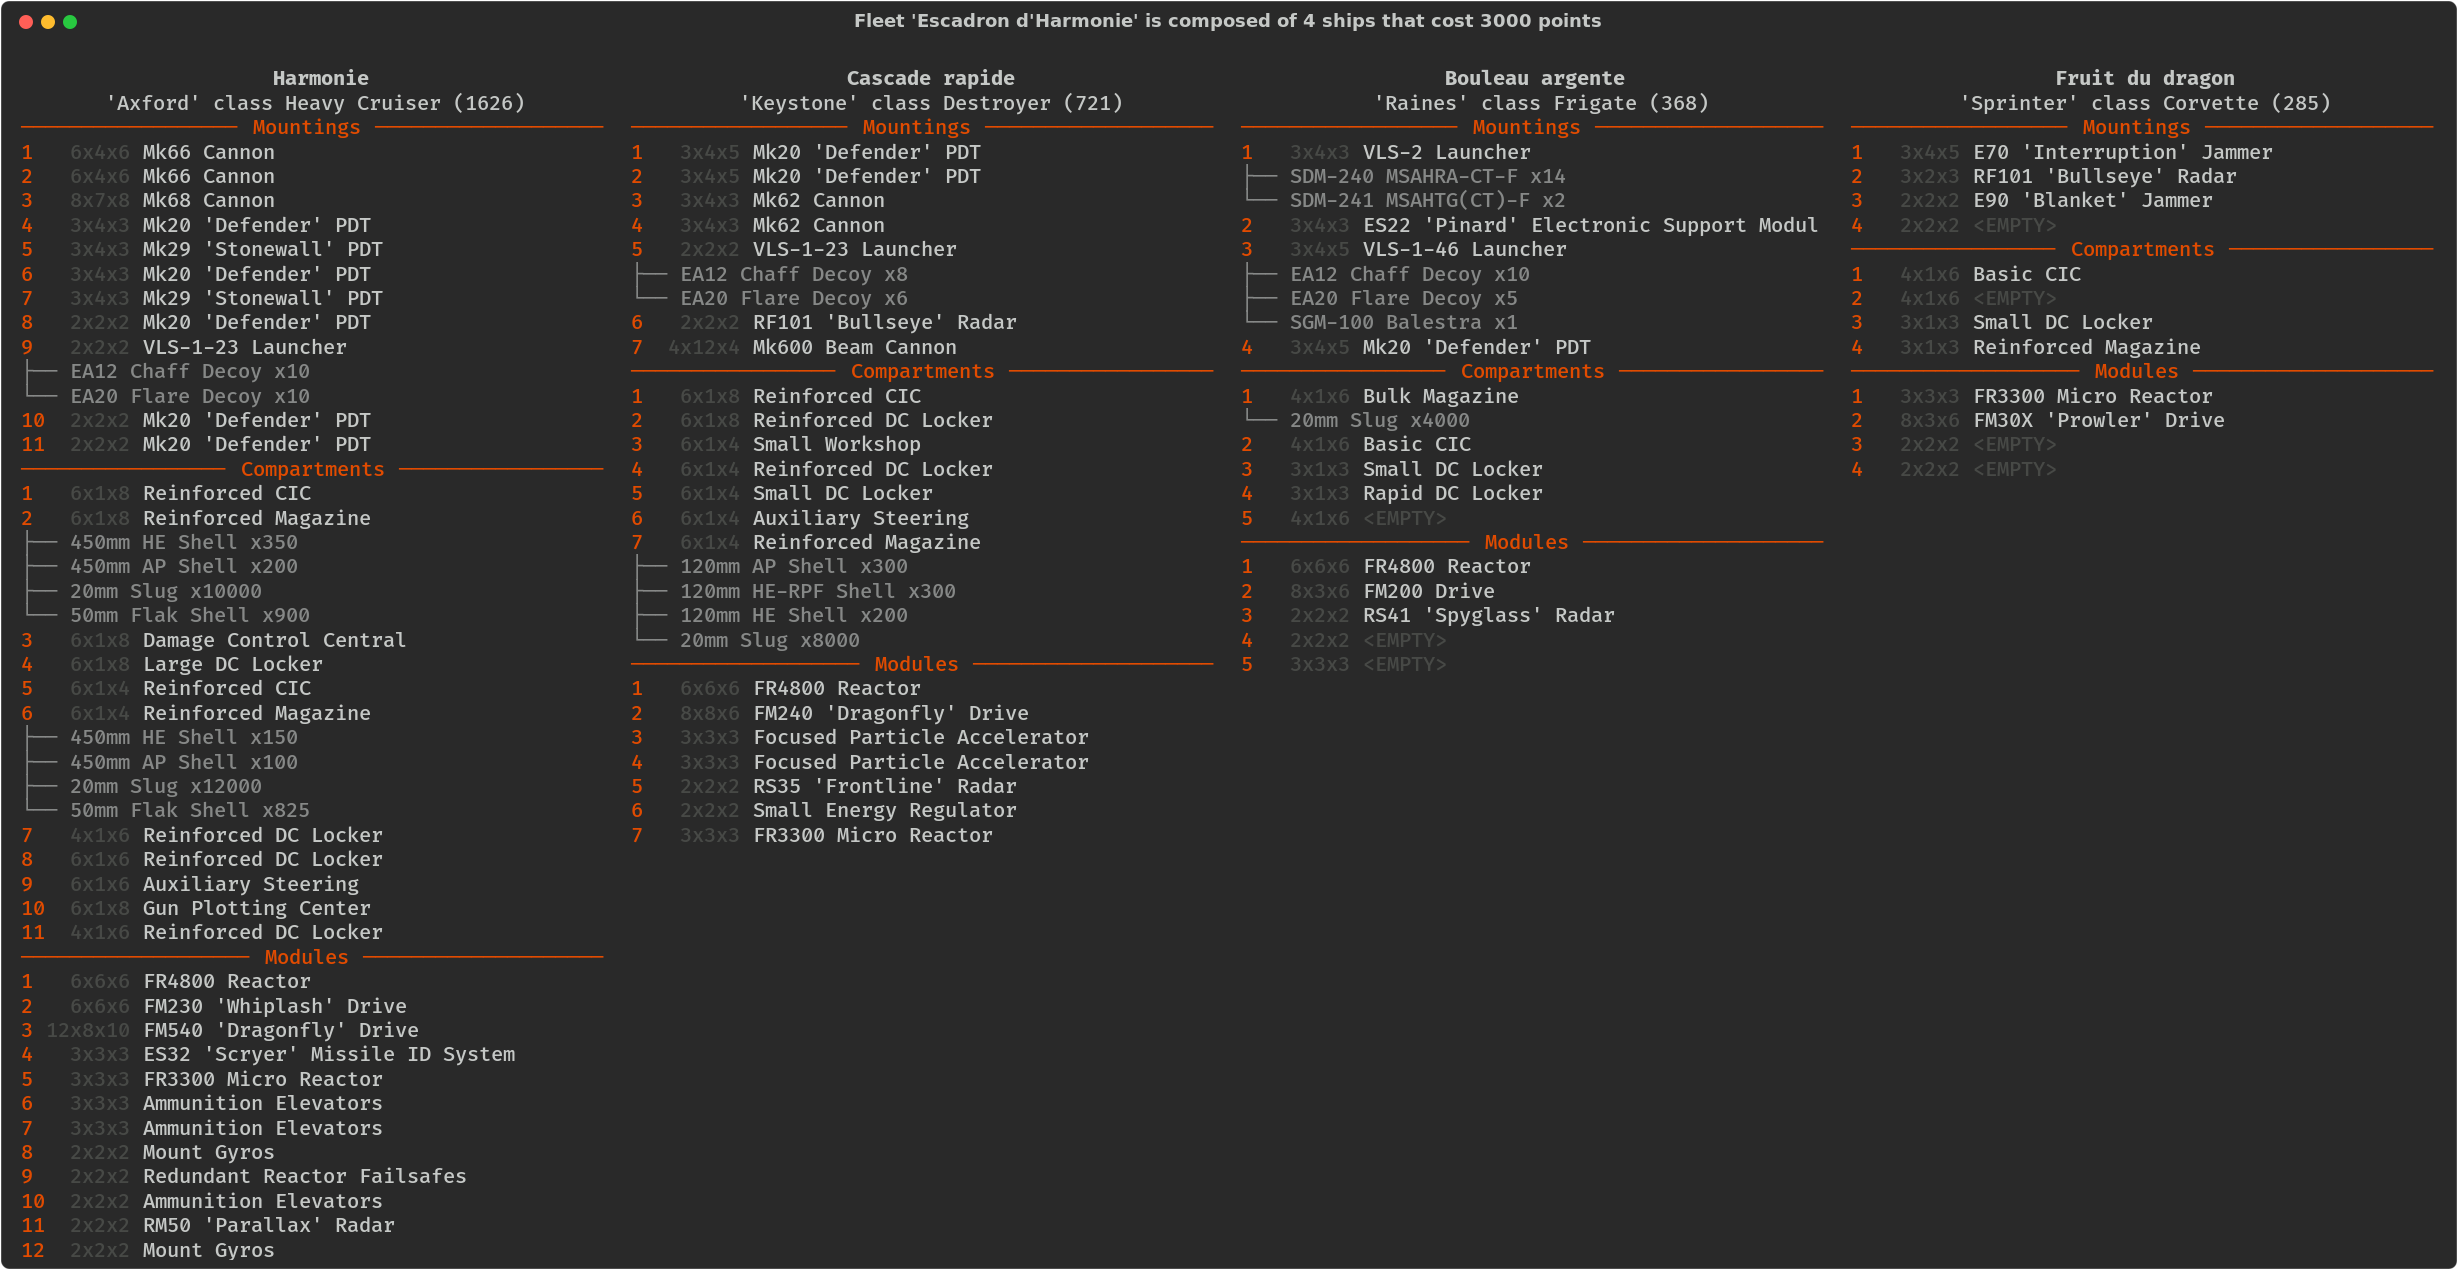 Fleet 'Escadron d'Harmonie' is composed of 4 ships that cost 3000 points
Harmonie
'Axford' class Heavy Cruiser (1626)
Mountings
1 6x4x6 Mk66 Cannon
2 6x4x6 Mk66 Cannon
3 8x7x8 Mk68 Cannon
4 3x4x3 Mk20 'Defender' PDT
5 3x4x3 Mk29 'Stonewall' PDT
6 3x4x3 Mk20 'Defender' PDT
7 3x4x3 Mk29 'Stonewall' PDT
8 2x2x2 Mk20 'Defender' PDT
9 2x2x2 VLS-1-23 Launcher
├── EA12 Chaff Decoy x10
└── EA20 Flare Decoy x10
10 2x2x2 Mk20 'Defender' PDT
11 2x2x2 Mk20 'Defender' PDT
Compartments
1 6x1x8 Reinforced CIC
2 6x1x8 Reinforced Magazine
├── 450mm HE Shell x350
├── 450mm AP Shell x200
├── 20mm Slug x10000
└── 50mm Flak Shell x900
3 6x1x8 Damage Control Central
4 6x1x8 Large DC Locker
5 6x1x4 Reinforced CIC
6 6x1x4 Reinforced Magazine
├── 450mm HE Shell x150
├── 450mm AP Shell x100
├── 20mm Slug x12000
└── 50mm Flak Shell x825
7 4x1x6 Reinforced DC Locker
8 6x1x6 Reinforced DC Locker
9 6x1x6 Auxiliary Steering
10 6x1x8 Gun Plotting Center
11 4x1x6 Reinforced DC Locker
Modules
1 6x6x6 FR4800 Reactor
2 6x6x6 FM230 'Whiplash' Drive
3 12x8x10 FM540 'Dragonfly' Drive
4 3x3x3 ES32 'Scryer' Missile ID System
5 3x3x3 FR3300 Micro Reactor
6 3x3x3 Ammunition Elevators
7 3x3x3 Ammunition Elevators
8 2x2x2 Mount Gyros
9 2x2x2 Redundant Reactor Failsafes
10 2x2x2 Ammunition Elevators
11 2x2x2 RM50 'Parallax' Radar
12 2x2x2 Mount Gyros
Cascade rapide
'Keystone' class Destroyer (721)
Mountings
1 3x4x5 Mk20 'Defender' PDT
2 3x4x5 Mk20 'Defender' PDT
3 3x4x3 Mk62 Cannon
4 3x4x3 Mk62 Cannon
5 2x2x2 VLS-1-23 Launcher
├── EA12 Chaff Decoy x8
└── EA20 Flare Decoy x6
6 2x2x2 RF101 'Bullseye' Radar
7 4x12x4 Mk600 Beam Cannon
Compartments
1 6x1x8 Reinforced CIC
2 6x1x8 Reinforced DC Locker
3 6x1x4 Small Workshop
4 6x1x4 Reinforced DC Locker
5 6x1x4 Small DC Locker
6 6x1x4 Auxiliary Steering
7 6x1x4 Reinforced Magazine
├── 120mm AP Shell x300
├── 120mm HE-RPF Shell x300
├── 120mm HE Shell x200
└── 20mm Slug x8000
Modules
1 6x6x6 FR4800 Reactor
2 8x8x6 FM240 'Dragonfly' Drive
3 3x3x3 Focused Particle Accelerator
4 3x3x3 Focused Particle Accelerator
5 2x2x2 RS35 'Frontline' Radar
6 2x2x2 Small Energy Regulator
7 3x3x3 FR3300 Micro Reactor
Bouleau argente
'Raines' class Frigate (368)
Mountings
1 3x4x3 VLS-2 Launcher
├── SDM-240 MSAHRA-CT-F x14
└── SDM-241 MSAHTG(CT)-F x2
2 3x4x3 ES22 'Pinard' Electronic Support Modul
3 3x4x5 VLS-1-46 Launcher
├── EA12 Chaff Decoy x10
├── EA20 Flare Decoy x5
└── SGM-100 Balestra x1
4 3x4x5 Mk20 'Defender' PDT
Compartments
1 4x1x6 Bulk Magazine
└── 20mm Slug x4000
2 4x1x6 Basic CIC
3 3x1x3 Small DC Locker
4 3x1x3 Rapid DC Locker
5 4x1x6 <EMPTY>
Modules
1 6x6x6 FR4800 Reactor
2 8x3x6 FM200 Drive
3 2x2x2 RS41 'Spyglass' Radar
4 2x2x2 <EMPTY>
5 3x3x3 <EMPTY>
Fruit du dragon
'Sprinter' class Corvette (285)
Mountings
1 3x4x5 E70 'Interruption' Jammer
2 3x2x3 RF101 'Bullseye' Radar
3 2x2x2 E90 'Blanket' Jammer
4 2x2x2 <EMPTY>
Compartments
1 4x1x6 Basic CIC
2 4x1x6 <EMPTY>
3 3x1x3 Small DC Locker
4 3x1x3 Reinforced Magazine
Modules
1 3x3x3 FR3300 Micro Reactor
2 8x3x6 FM30X 'Prowler' Drive
3 2x2x2 <EMPTY>
4 2x2x2 <EMPTY>